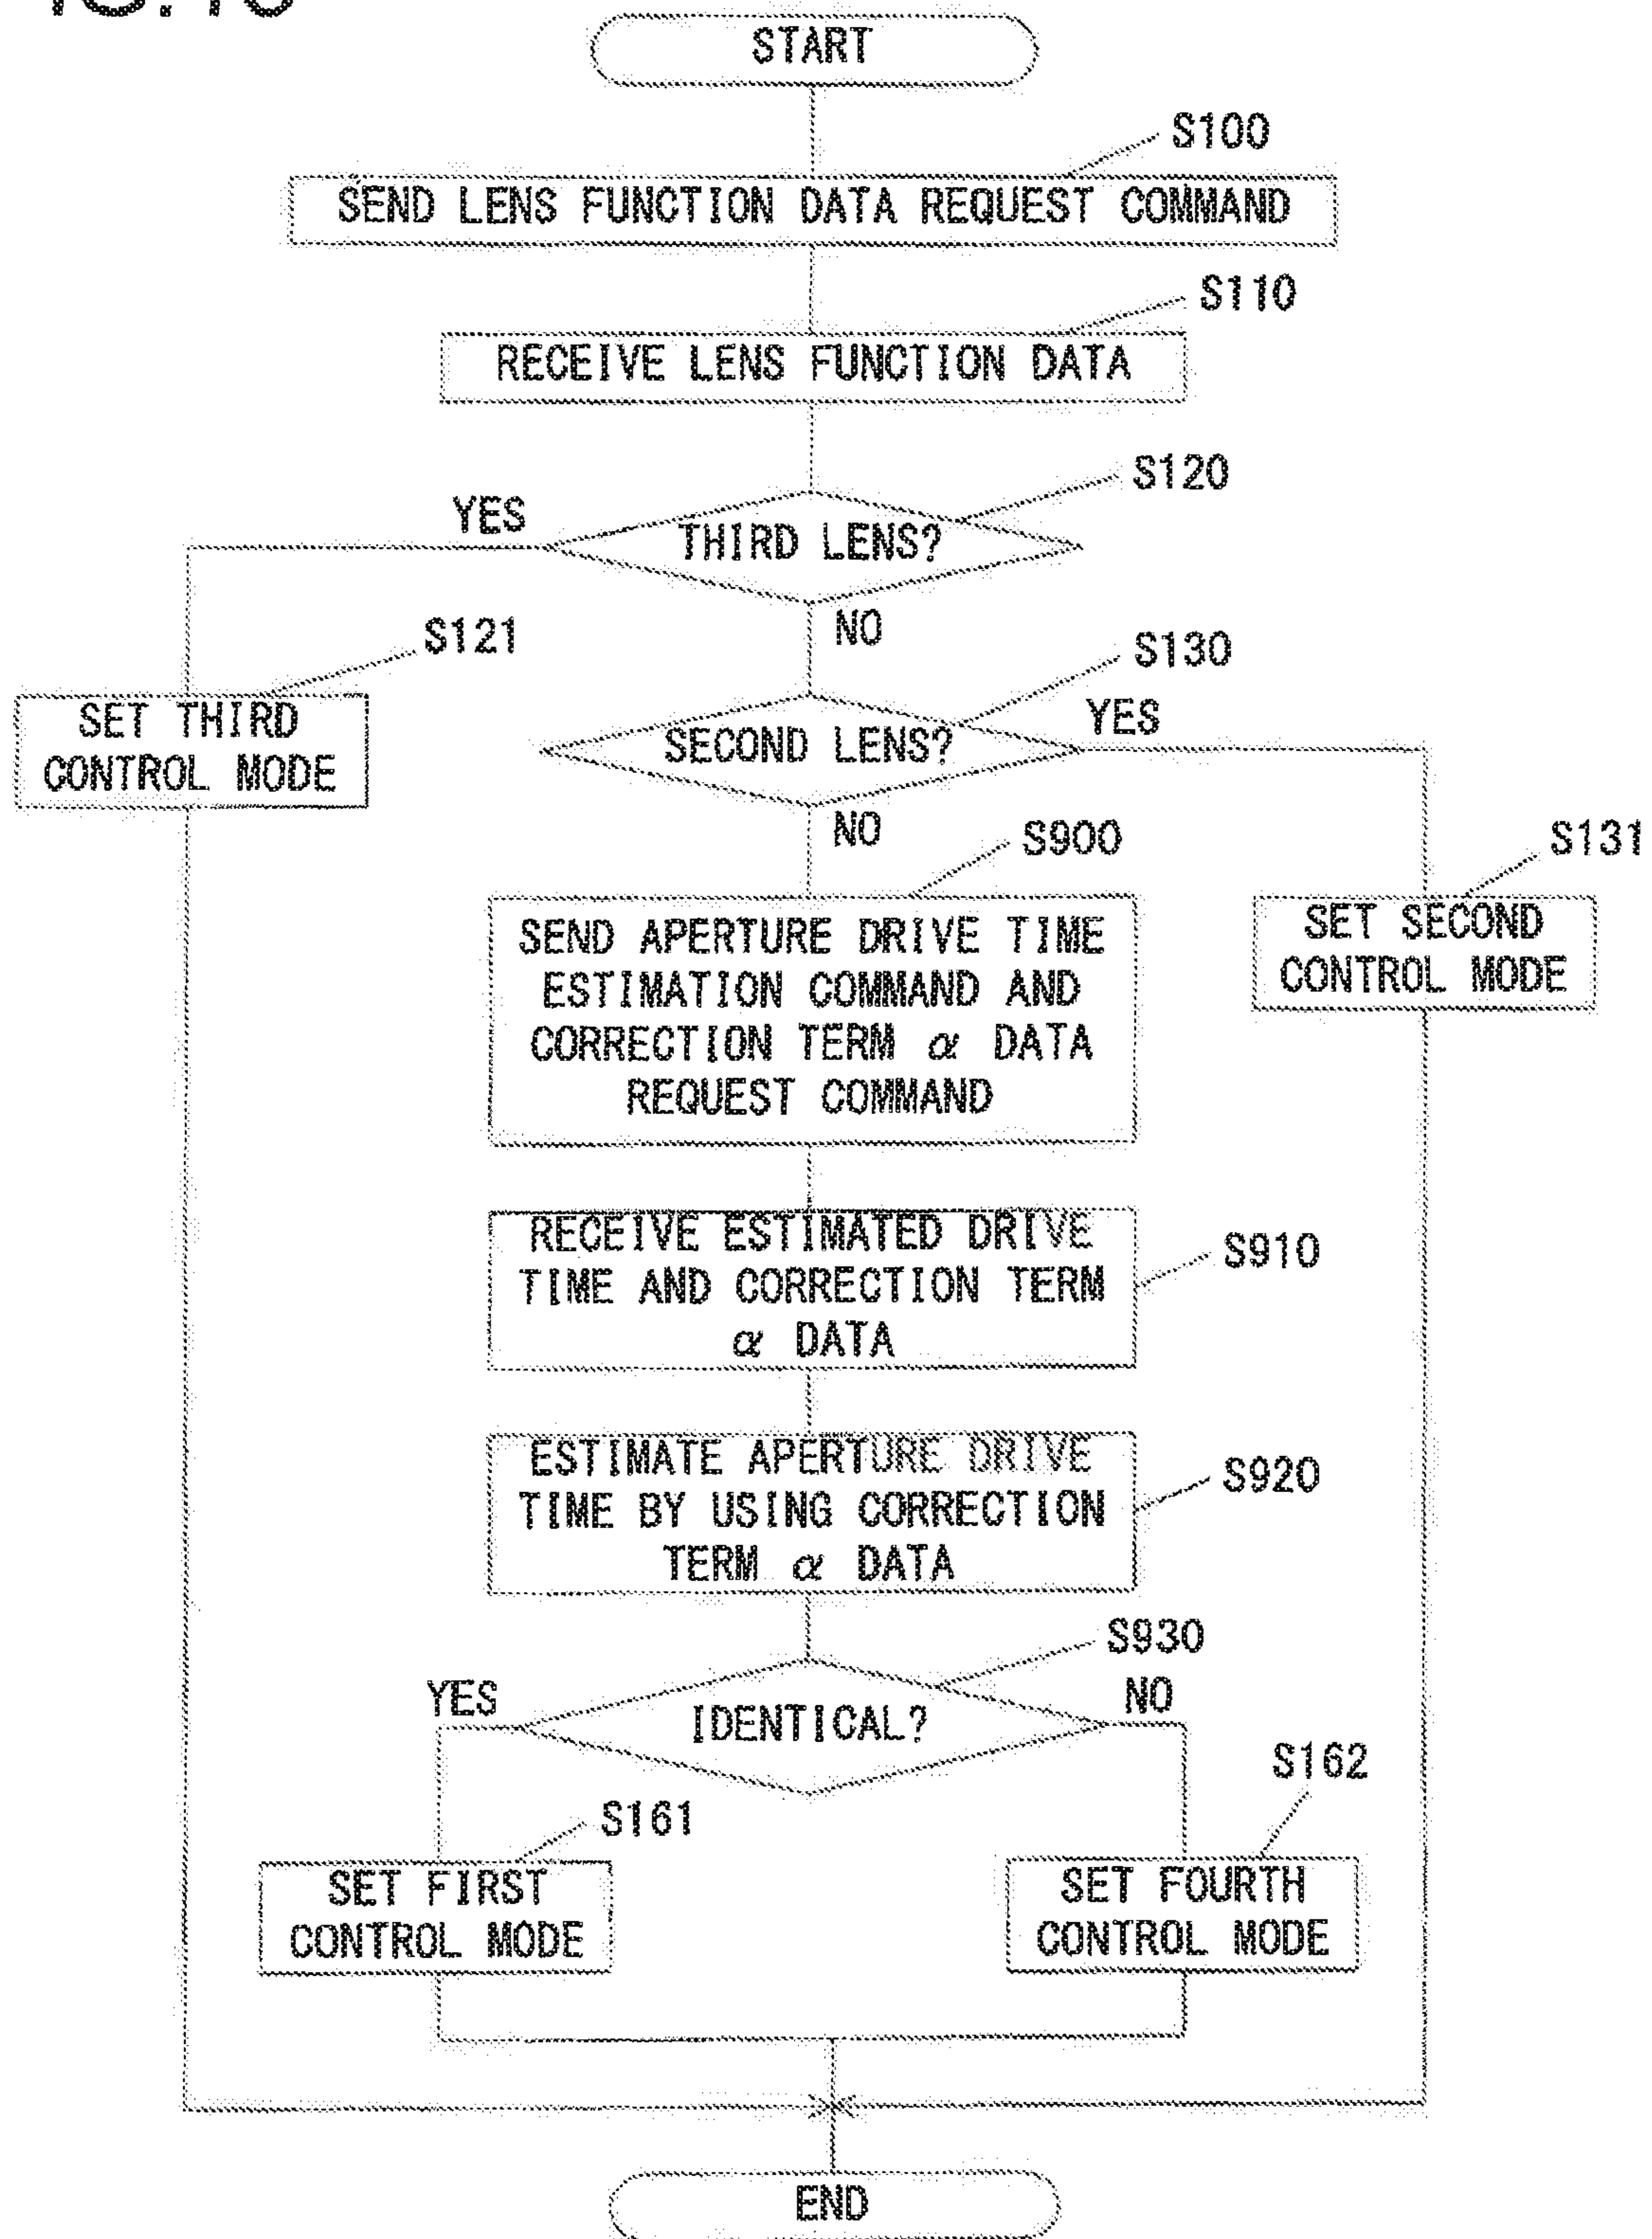 START
S100
SEND LENS FUNCTION DATA REQUEST COMMAND
S110
RECEIVE LENS FUNCTION DATA
S120
YES
THIRD LENS?
NO
S121
SET THIRD
CONTROL MODE
S130
YES
SECOND LENS?
NO
S131
SET SECOND
CONTROL MODE
S900
SEND APERTURE DRIVE TIME
ESTIMATION COMMAND AND
CORRECTION TERM α DATA
REQUEST COMMAND
RECEIVE ESTIMATED DRIVE
TIME AND CORRECTION TERM
α DATA
S910
ESTIMATE APERTURE DRIVE
TIME BY USING CORRECTION
TERM α DATA
S920
S930
YES
IDENTICAL?
NO
S161
SET FIRST
CONTROL MODE
S162
SET FOURTH
CONTROL MODE
END